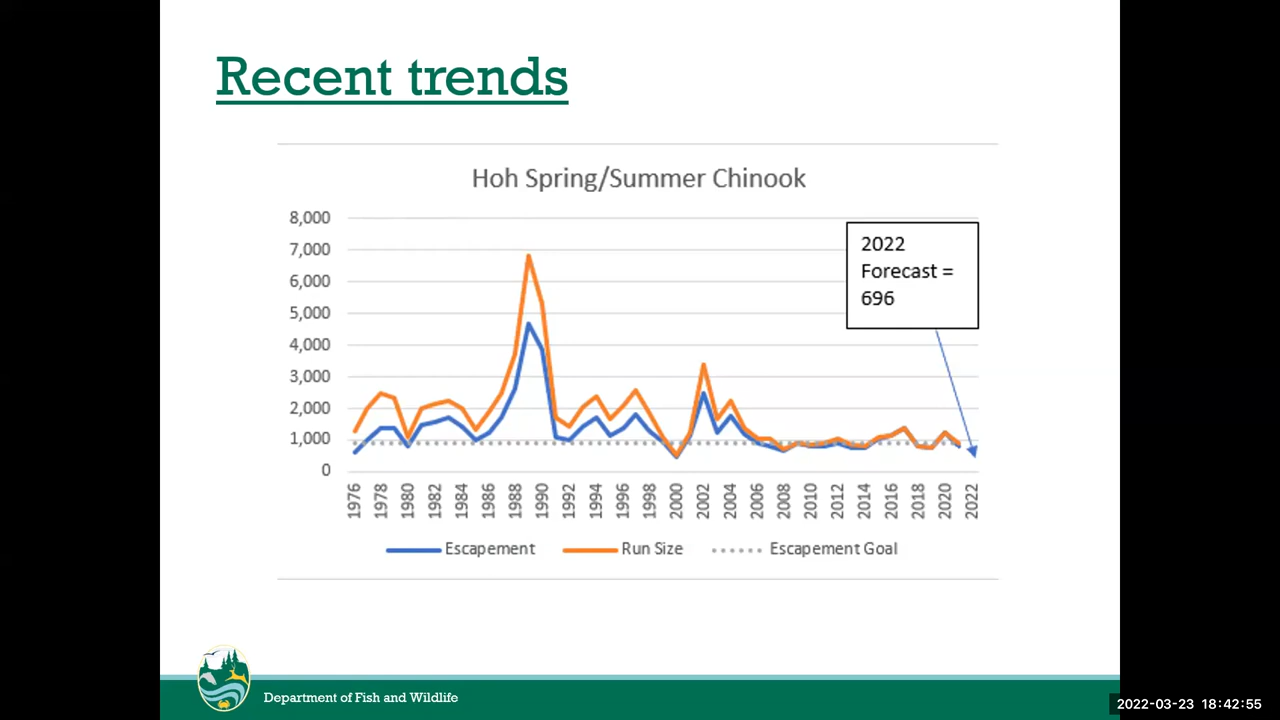 Recent trends
Hoh Spring/Summer Chinook
8,000
7,000
6,000
5,000
4,000
3,000
2,000
1,000
0
2022
Forecast =
696
1976 1978 1980 1982 1984 1986 1988 1990 1992 1994 1996 1998 2000 2002 2004 2006 2008 2010 2012 2014 2016 2018 2020 2022
Escapement Run Size Escapement Goal
Department of Fish and Wildlife
2022-03-23 18:42:55